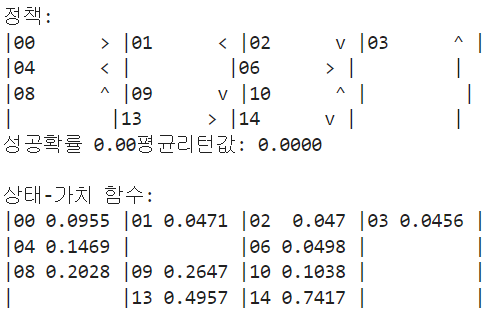 정책:
|00      > |01      < |02      v |03      ^ |
|04      < |          |06      > |          |
|08      ^ |09      v |10      ^ |          |
|          |13      > |14      v |          |
성공확률 0.00평균리턴값: 0.0000
상태-가치 함수:
|00 0.0955 |01 0.0471 |02  0.047 |03 0.0456 |
|04 0.1469 |          |06 0.0498 |          |
|08 0.2028 |09 0.2647 |10 0.1038 |          |
|          |13 0.4957 |14 0.7417 |          |